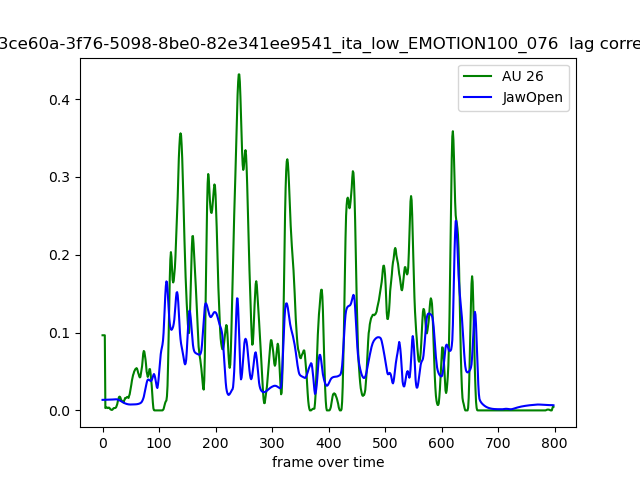 3ce60a-3f76-5098-8be0-82e341ee9541_ita_low_EMOTION100_076 lag corre
AU 26
JawOpen
0.4
0.3
0.2
0.1
0.0
0 100 200 300 400 500 600 700 800
frame over time